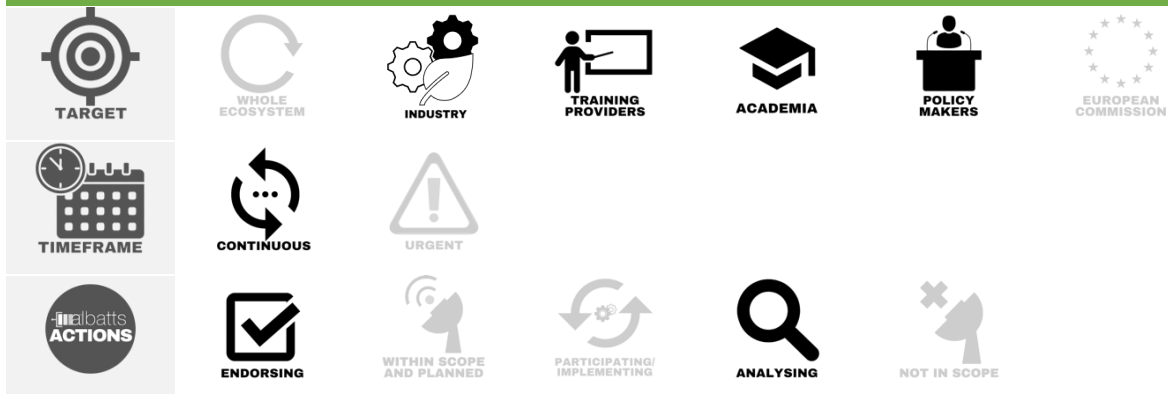 TARGET
WHOLE
ECOSYSTEM
INDUSTRY
TRAINING
PROVIDERS
ACADEMIA
POLICY
MAKERS
EUROPEAN
COMMISSION
TIMEFRAME
CONTINUOUS
URGENT
albatts
ACTIONS
ENDORSING
WITHIN SCOPE
AND PLANNED
PARTICIPATING/
IMPLEMENTING
ANALYSING
NOT IN SCOPE